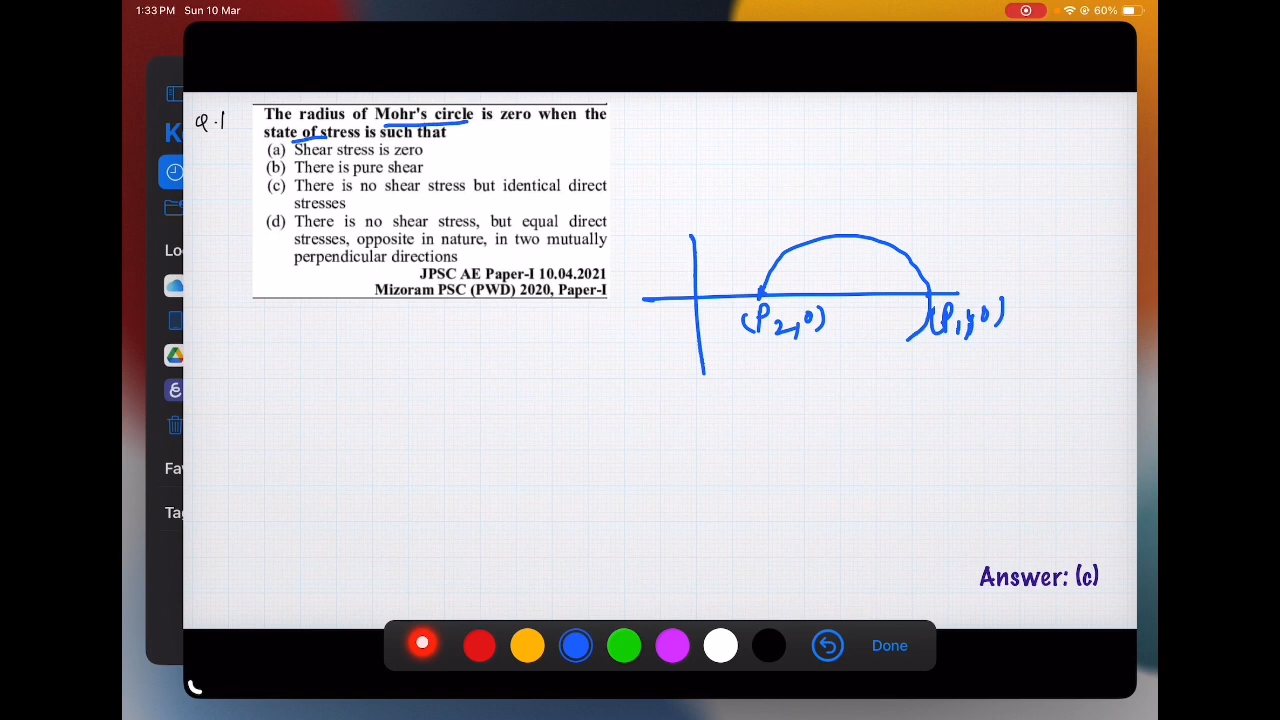 1:33 PM Sun 10 Mar
60%
Q.1
The radius of Mohr's circle is zero when the
state of stress is such that
(a) Shear stress is zero
(b) There is pure shear
(c) There is no shear stress but identical direct
stresses
(d) There is no shear stress, but equal direct
stresses, opposite in nature, in two mutually
perpendicular directions
JPSC AE Paper-I 10.04.2021
Mizoram PSC (PWD) 2020, Paper-I
Lo
Fa
Ta
(P2,0)
(P1,0)
Answer: (c)
Done